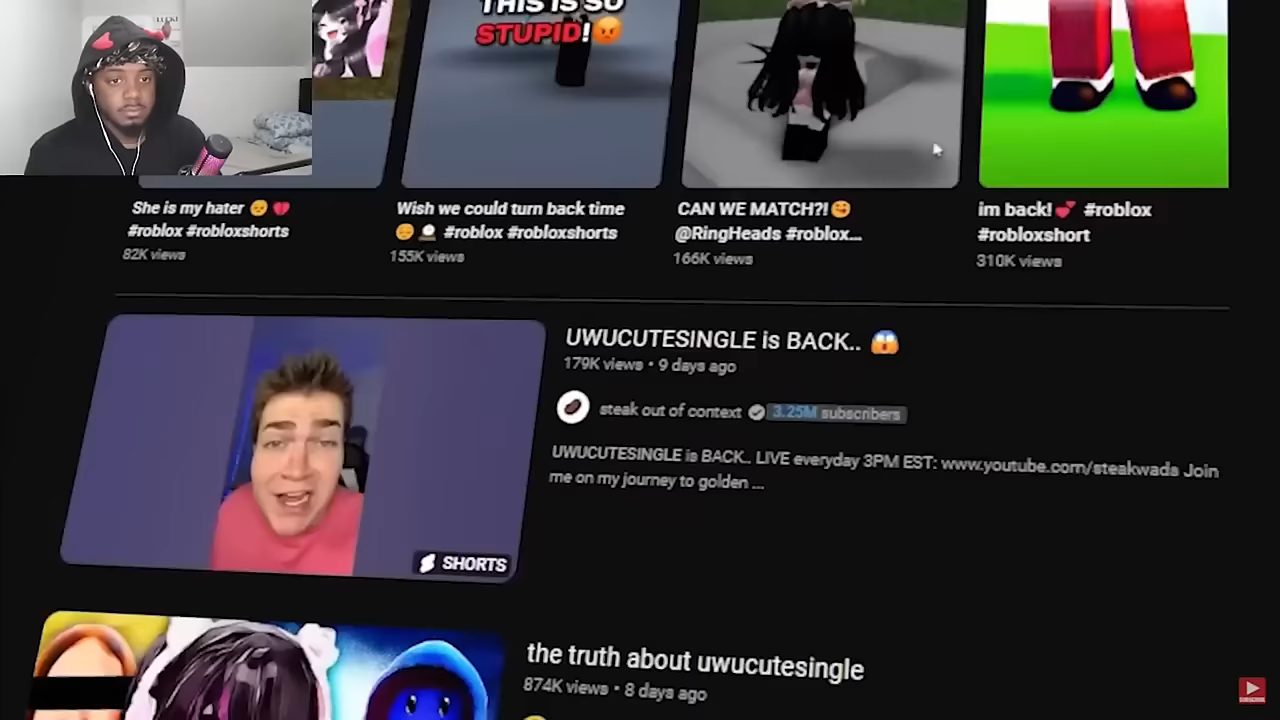 THIS IS SO
STUPID!😡
She is my hater 😠💔
#roblox #robloxshorts
82K views
Wish we could turn back time
😔🕰️ #roblox #robloxshorts
155K views
CAN WE MATCH?!😋
@RingHeads #roblox...
166K views
im back!💕 #roblox
#robloxshort
310K views
UWUCUTESINGLE is BACK.. 😱
179K views • 9 days ago
steak out of context 3.25M subscribers
UWUCUTESINGLE is BACK.. LIVE everyday 3PM EST: www.youtube.com/steakwada Join
me on my journey to golden ...
SHORTS
the truth about uwucutesingle
874K views • 8 days ago
SUBSCRIBE